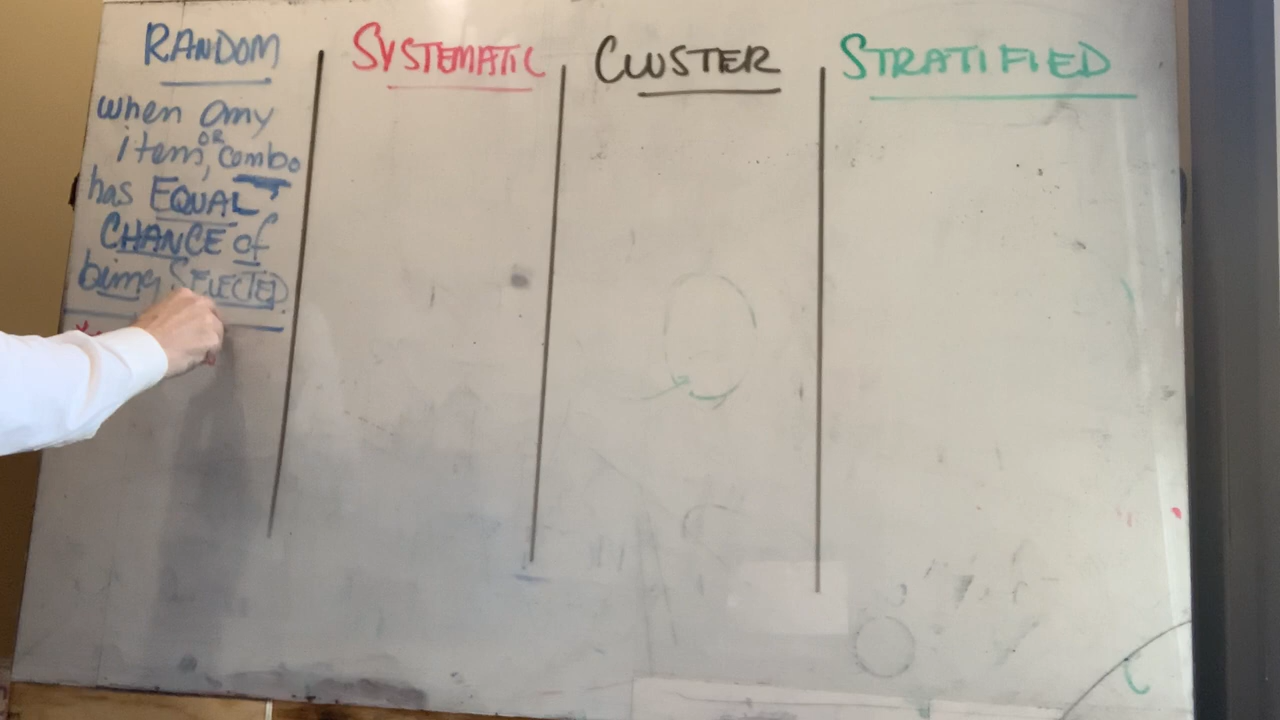 RANDOM
SYSTEMATIC
CLUSTER
STRATIFIED
when any
item, OR combo
has EQUAL
CHANCE of
being SELECTED.